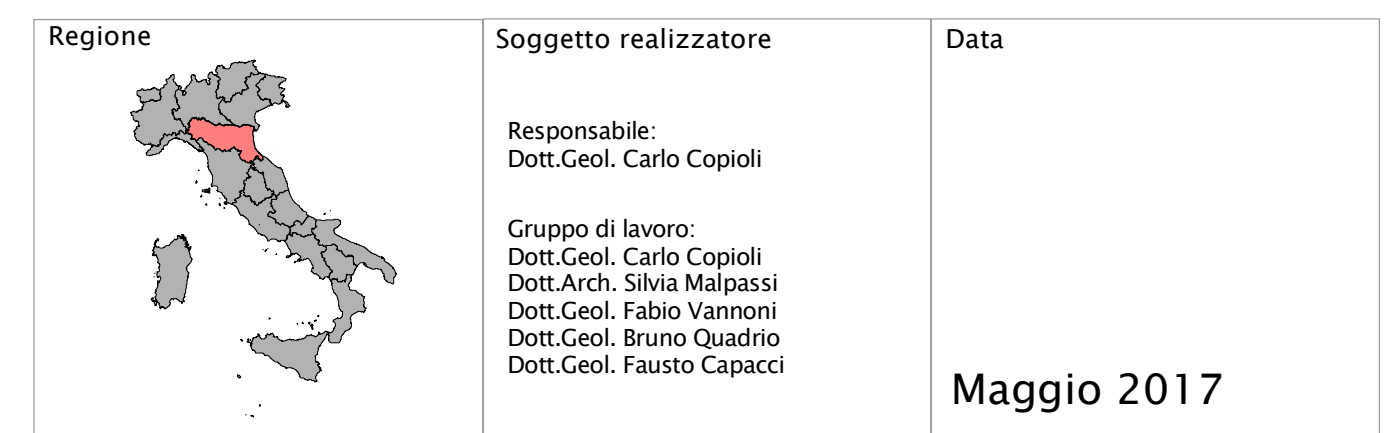 Regione
Soggetto realizzatore
Responsabile:
Dott.Geol. Carlo Copioli
Gruppo di lavoro:
Dott.Geol. Carlo Copioli
Dott.Arch. Silvia Malpassi
Dott.Geol. Fabio Vannoni
Dott.Geol. Bruno Quadrio
Dott.Geol. Fausto Capacci
Data
Maggio 2017